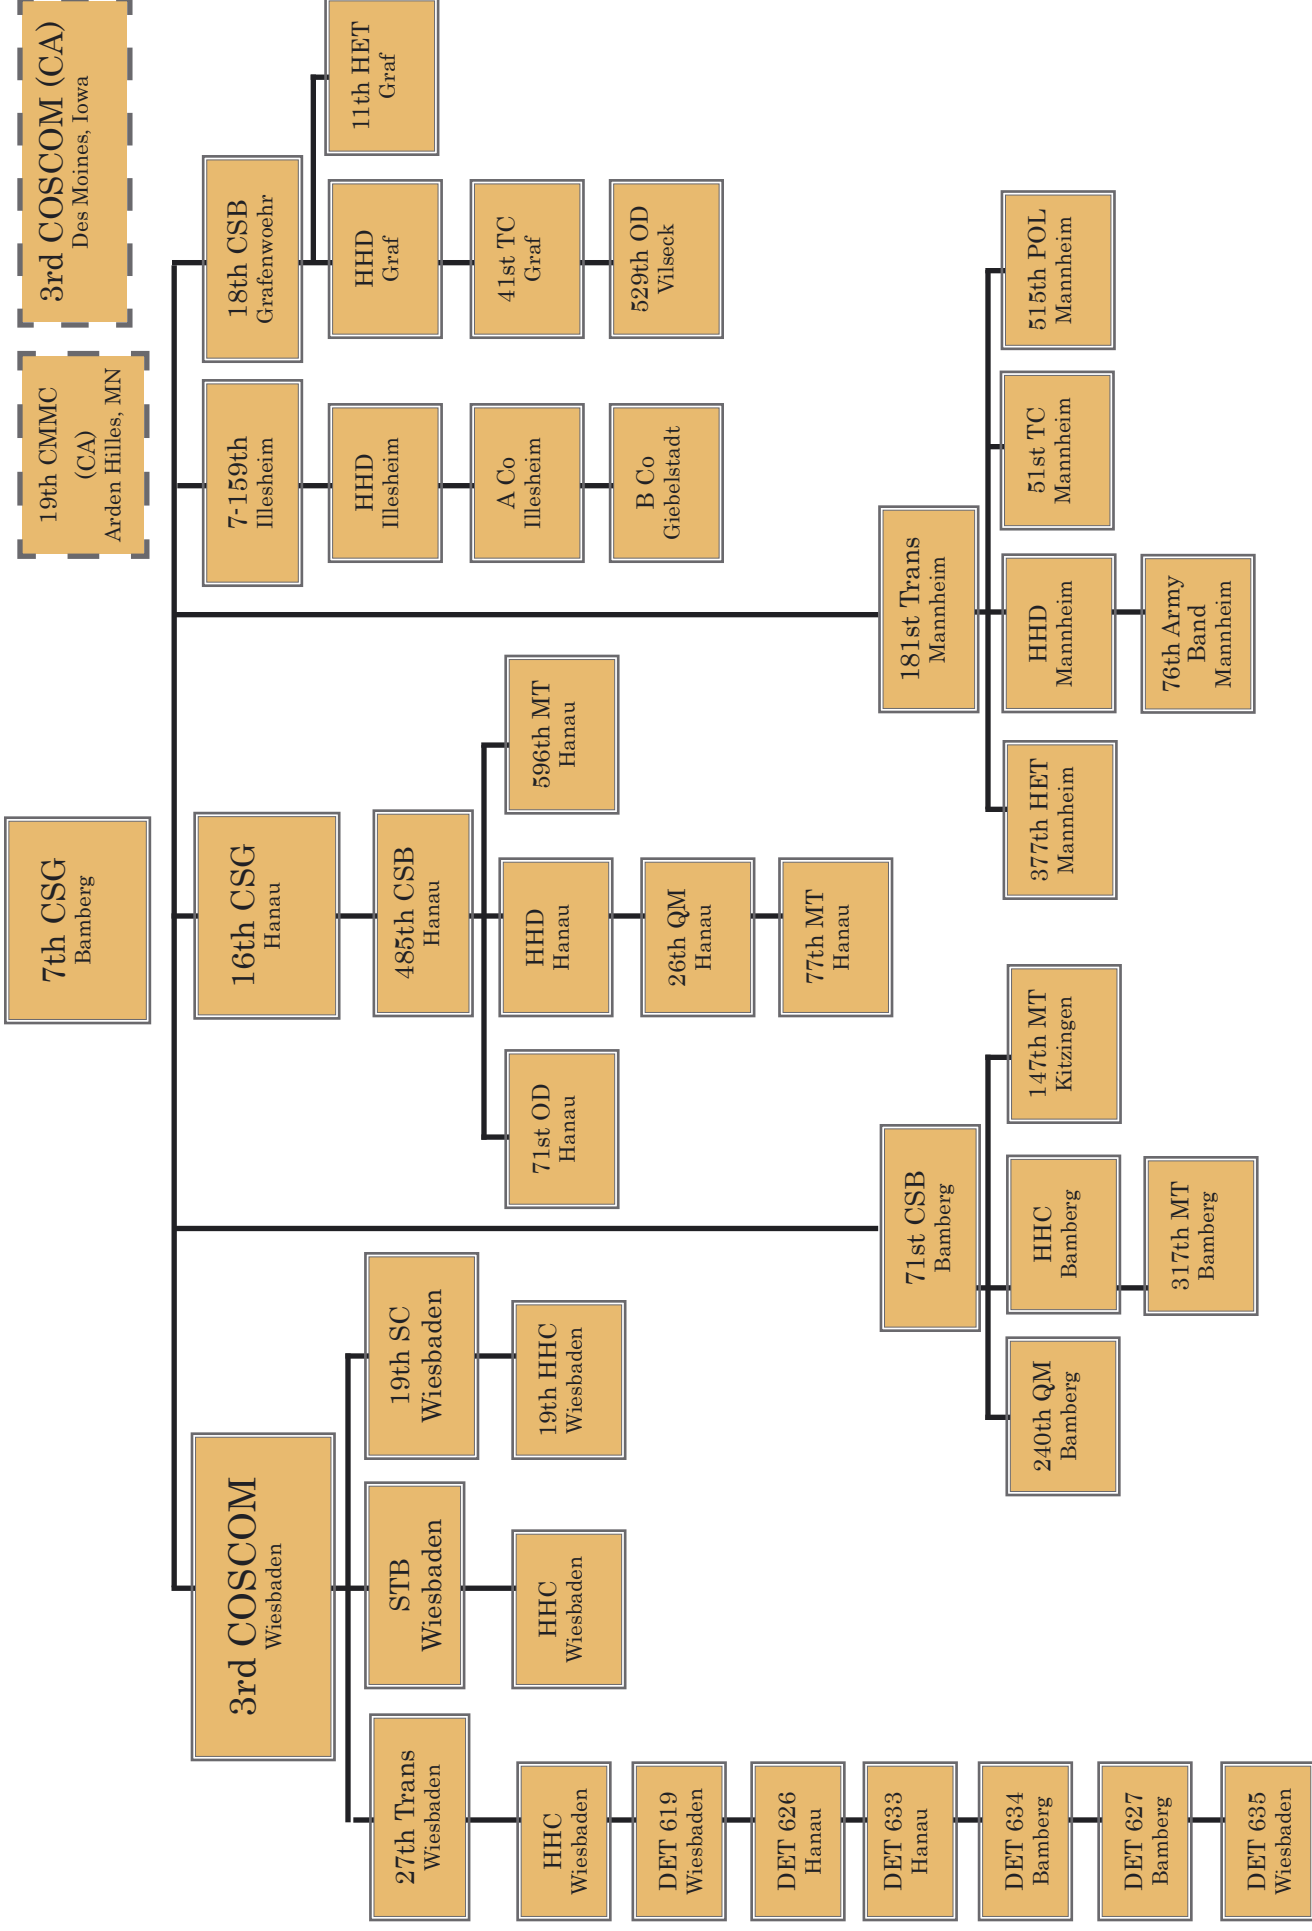 7th CSG
Bamberg
19th CMMC
(CA)
Arden Hilles, MN
3rd COSCOM (CA)
Des Moines, Iowa
3rd COSCOM
Wiesbaden
16th CSG
Hanau
7-159th
Illesheim
18th CSB
Grafenwoehr
27th Trans
Wiesbaden
STB
Wiesbaden
19th SC
Wiesbaden
485th CSB
Hanau
HHD
Illesheim
HHD
Graf
11th HET
Graf
HHC
Wiesbaden
HHC
Wiesbaden
19th HHC
Wiesbaden
71st OD
Hanau
HHD
Hanau
596th MT
Hanau
A Co
Illesheim
41st TC
Graf
DET 619
Wiesbaden
26th QM
Hanau
B Co
Giebelstadt
529th OD
Vilseck
DET 626
Hanau
77th MT
Hanau
DET 633
Hanau
71st CSB
Bamberg
181st Trans
Mannheim
DET 634
Bamberg
240th QM
Bamberg
HHC
Bamberg
147th MT
Kitzingen
377th HET
Mannheim
HHD
Mannheim
51st TC
Mannheim
515th POL
Mannheim
DET 627
Bamberg
317th MT
Bamberg
76th Army
Band
Mannheim
DET 635
Wiesbaden